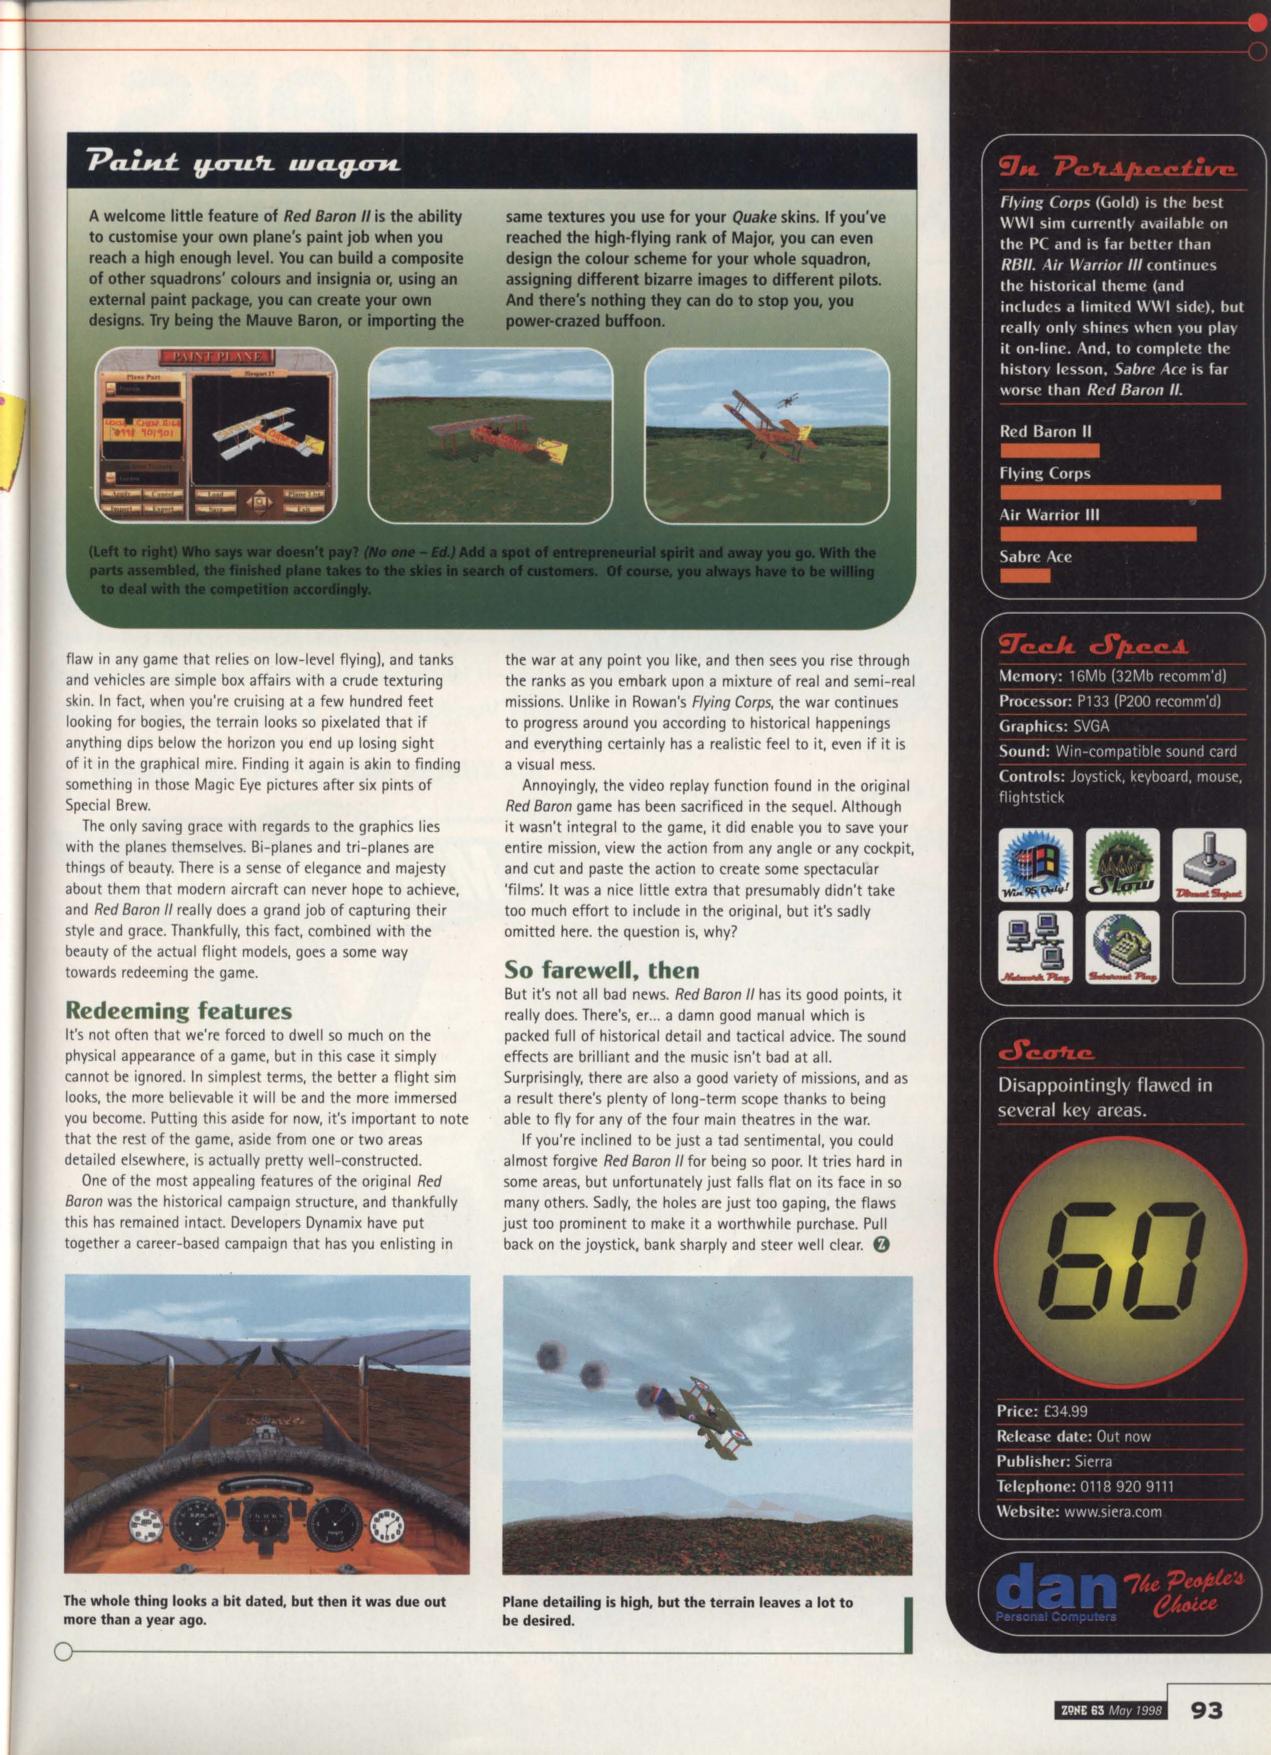 Paint your wagon
A welcome little feature of Red Baron II is the ability
to customise your own plane's paint job when you
reach a high enough level. You can build a composite
of other squadrons' colours and insignia or, using an
external paint package, you can create your own
designs. Try being the Mauve Baron, or importing the
same textures you use for your Quake skins. If you've
reached the high-flying rank of Major, you can even
design the colour scheme for your whole squadron,
assigning different bizarre images to different pilots.
And there's nothing they can do to stop you, you
power-crazed buffoon.
PAINT PLANE
Plane Part
Nieuport 17
Apply
Cancel
Import
Export
Load
Save
Plane List
Exit
(Left to right) Who says war doesn't pay? (No one – Ed.) Add a spot of entrepreneurial spirit and away you go. With the
parts assembled, the finished plane takes to the skies in search of customers. Of course, you always have to be willing
to deal with the competition accordingly.
flaw in any game that relies on low-level flying), and tanks
and vehicles are simple box affairs with a crude texturing
skin. In fact, when you're cruising at a few hundred feet
looking for bogies, the terrain looks so pixelated that if
anything dips below the horizon you end up losing sight
of it in the graphical mire. Finding it again is akin to finding
something in those Magic Eye pictures after six pints of
Special Brew.
The only saving grace with regards to the graphics lies
with the planes themselves. Bi-planes and tri-planes are
things of beauty. There is a sense of elegance and majesty
about them that modern aircraft can never hope to achieve,
and Red Baron II really does a grand job of capturing their
style and grace. Thankfully, this fact, combined with the
beauty of the actual flight models, goes a some way
towards redeeming the game.
Redeeming features
It's not often that we're forced to dwell so much on the
physical appearance of a game, but in this case it simply
cannot be ignored. In simplest terms, the better a flight sim
looks, the more believable it will be and the more immersed
you become. Putting this aside for now, it's important to note
that the rest of the game, aside from one or two areas
detailed elsewhere, is actually pretty well-constructed.
One of the most appealing features of the original Red
Baron was the historical campaign structure, and thankfully
this has remained intact. Developers Dynamix have put
together a career-based campaign that has you enlisting in
the war at any point you like, and then sees you rise through
the ranks as you embark upon a mixture of real and semi-real
missions. Unlike in Rowan's Flying Corps, the war continues
to progress around you according to historical happenings
and everything certainly has a realistic feel to it, even if it is
a visual mess.
Annoyingly, the video replay function found in the original
Red Baron game has been sacrificed in the sequel. Although
it wasn't integral to the game, it did enable you to save your
entire mission, view the action from any angle or any cockpit,
and cut and paste the action to create some spectacular
'films'. It was a nice little extra that presumably didn't take
too much effort to include in the original, but it's sadly
omitted here. the question is, why?
So farewell, then
But it's not all bad news. Red Baron II has its good points, it
really does. There's, er... a damn good manual which is
packed full of historical detail and tactical advice. The sound
effects are brilliant and the music isn't bad at all.
Surprisingly, there are also a good variety of missions, and as
a result there's plenty of long-term scope thanks to being
able to fly for any of the four main theatres in the war.
If you're inclined to be just a tad sentimental, you could
almost forgive Red Baron II for being so poor. It tries hard in
some areas, but unfortunately just falls flat on its face in so
many others. Sadly, the holes are just too gaping, the flaws
just too prominent to make it a worthwhile purchase. Pull
back on the joystick, bank sharply and steer well clear. Z
The whole thing looks a bit dated, but then it was due out
more than a year ago.
Plane detailing is high, but the terrain leaves a lot to
be desired.
In Perspective
Flying Corps (Gold) is the best
WWI sim currently available on
the PC and is far better than
RBII. Air Warrior III continues
the historical theme (and
includes a limited WWI side), but
really only shines when you play
it on-line. And, to complete the
history lesson, Sabre Ace is far
worse than Red Baron II.
Red Baron II
Flying Corps
Air Warrior III
Sabre Ace
Tech Specs
Memory: 16Mb (32Mb recomm'd)
Processor: P133 (P200 recomm'd)
Graphics: SVGA
Sound: Win-compatible sound card
Controls: Joystick, keyboard, mouse,
flightstick
Win 95 Only!
Slow
Direct Input
Network Play
Internet Play
Score
Disappointingly flawed in
several key areas.
60
Price: £34.99
Release date: Out now
Publisher: Sierra
Telephone: 0118 920 9111
Website: www.siera.com
dan
Personal Computers
The People's
Choice
ZONE 63 May 1998
93